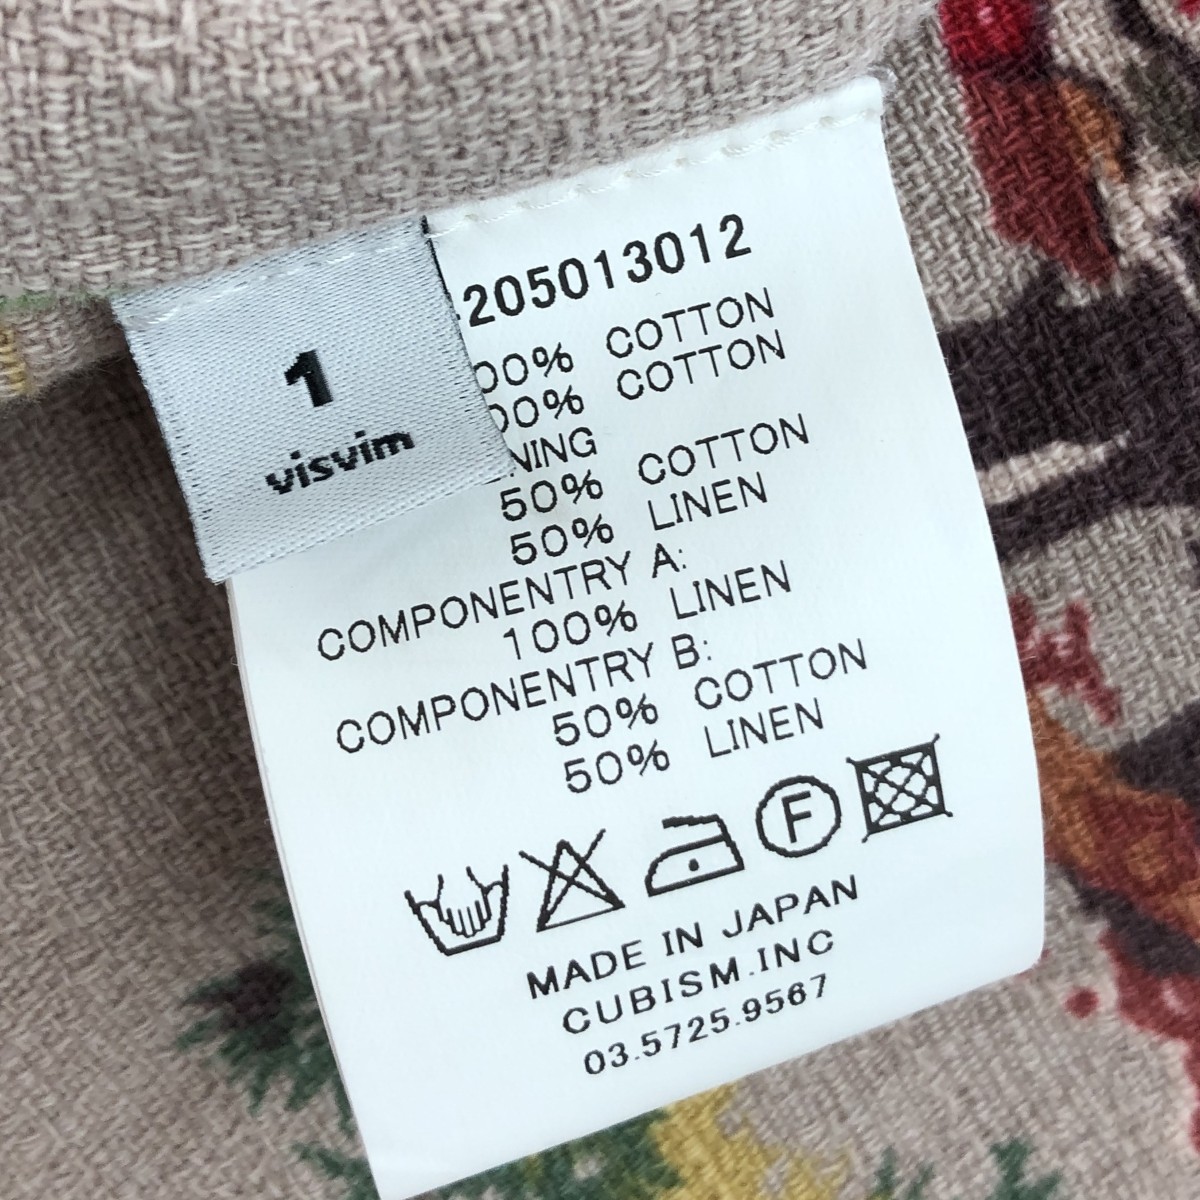 1
visvim
205013012
00% COTTON
00% COTTON
NING
50% COTTON
50% LINEN
COMPONENTRY A:
100% LINEN
COMPONENTRY B:
50% COTTON
50% LINEN
F
MADE IN JAPAN
CUBISM.INC
03.5725.9567